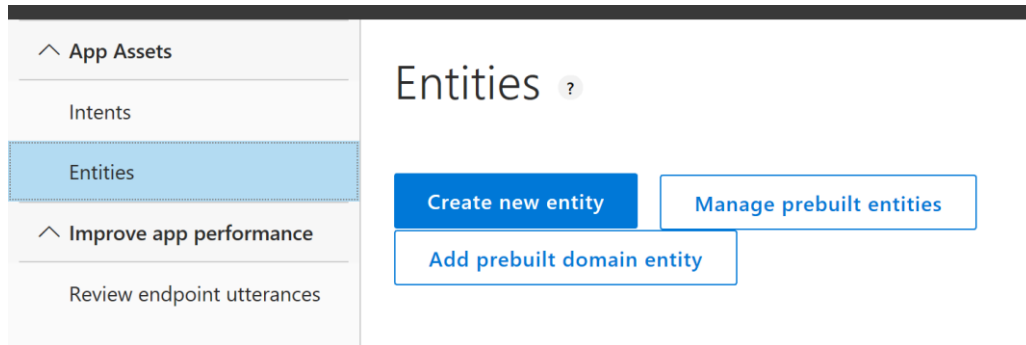 App Assets
Intents
Entities
Improve app performance
Review endpoint utterances
Entities ?
Create new entity
Manage prebuilt entities
Add prebuilt domain entity